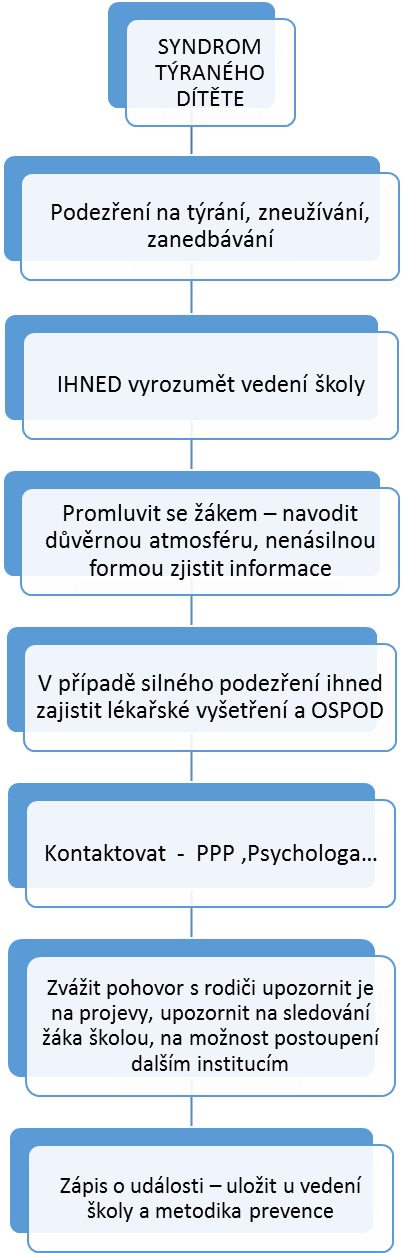 SYNDROM
TÝRANÉHO
DÍTĚTE
Podezření na týrání, zneužívání,
zanedbávání
IHNED vyrozumět vedení školy
Promluvit se žákem – navodit
důvěrnou atmosféru, nenásilnou
formou zjistit informace
V případě silného podezření ihned
zajistit lékařské vyšetření a OSPOD
Kontaktovat - PPP ,Psychologa...
Zvážit pohovor s rodiči upozornit je
na projevy, upozornit na sledování
žáka školou, na možnost postoupení
dalším institucím
Zápis o události – uložit u vedení
školy a metodika prevence